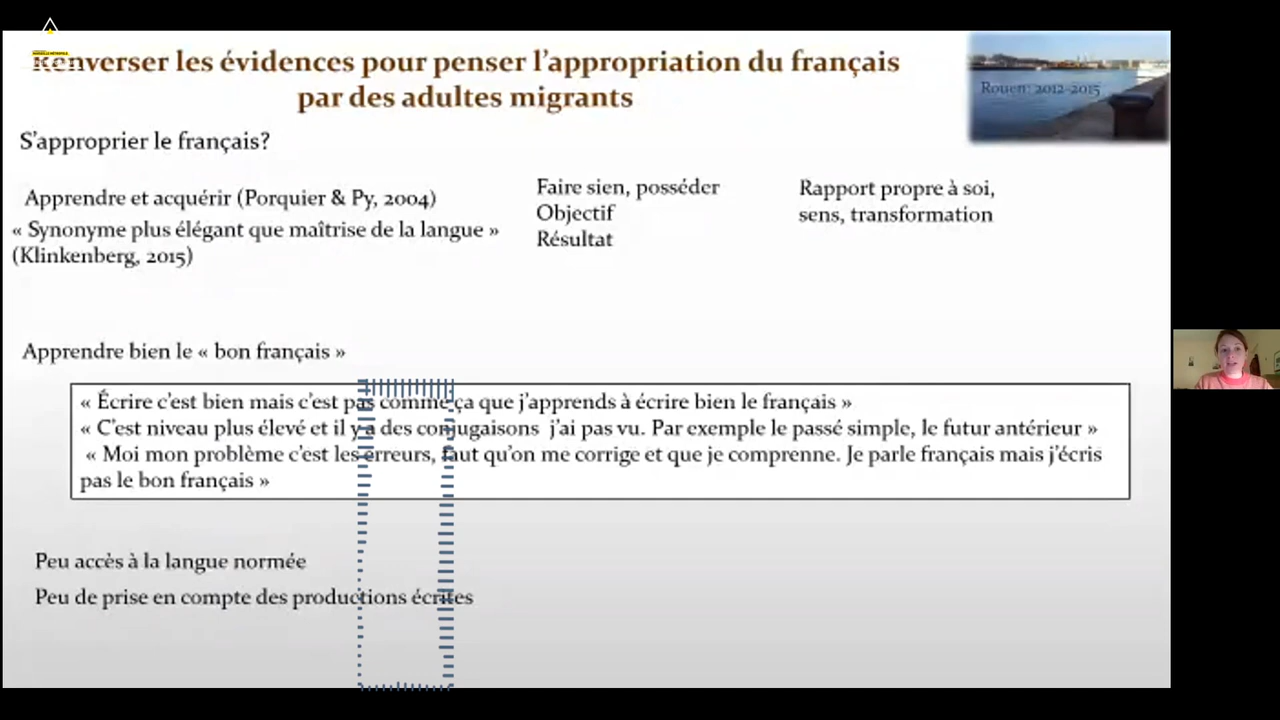 verser les évidences pour penser l'appropriation du français
par des adultes migrants
Rouen: 2012-2015
S'approprier le français?
Apprendre et acquérir (Porquier & Py, 2004)
« Synonyme plus élégant que maîtrise de la langue »
(Klinkenberg, 2015)
Faire sien, posséder
Objectif
Résultat
Rapport propre à soi,
sens, transformation
Apprendre bien le « bon français »
« Écrire c'est bien mais c'est pas comme ça que j'apprends à écrire bien le français »
« C'est niveau plus élevé et il y a des conjugaisons j'ai pas vu. Par exemple le passé simple, le futur antérieur »
« Moi mon problème c'est les erreurs, faut qu'on me corrige et que je comprenne. Je parle français mais j'écris
pas le bon français »
Peu accès à la langue normée
Peu de prise en compte des productions écrites